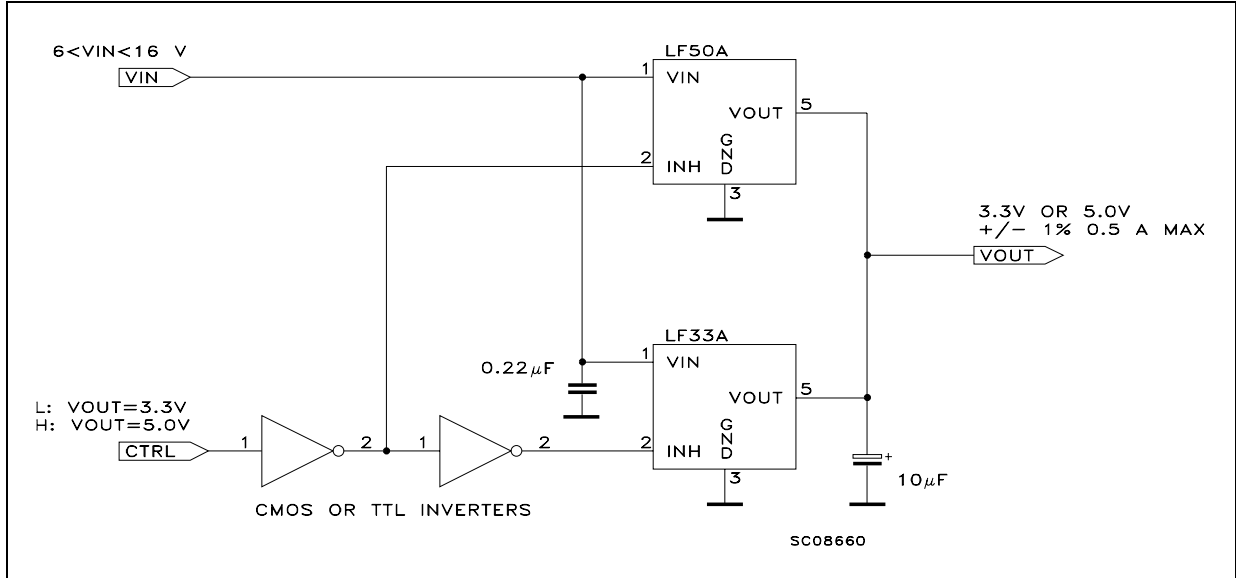 6<VIN<16 V
VIN
LF50A
1
VIN
VOUT
5
2
INH
GND
3
3.3V OR 5.0V
+/- 1% 0.5 A MAX
VOUT
LF33A
1
VIN
0.22μF
VOUT
5
L: VOUT=3.3V
H: VOUT=5.0V
CTRL
1
2
1
2
2
INH
GND
3
+
10μF
CMOS OR TTL INVERTERS
SC08660